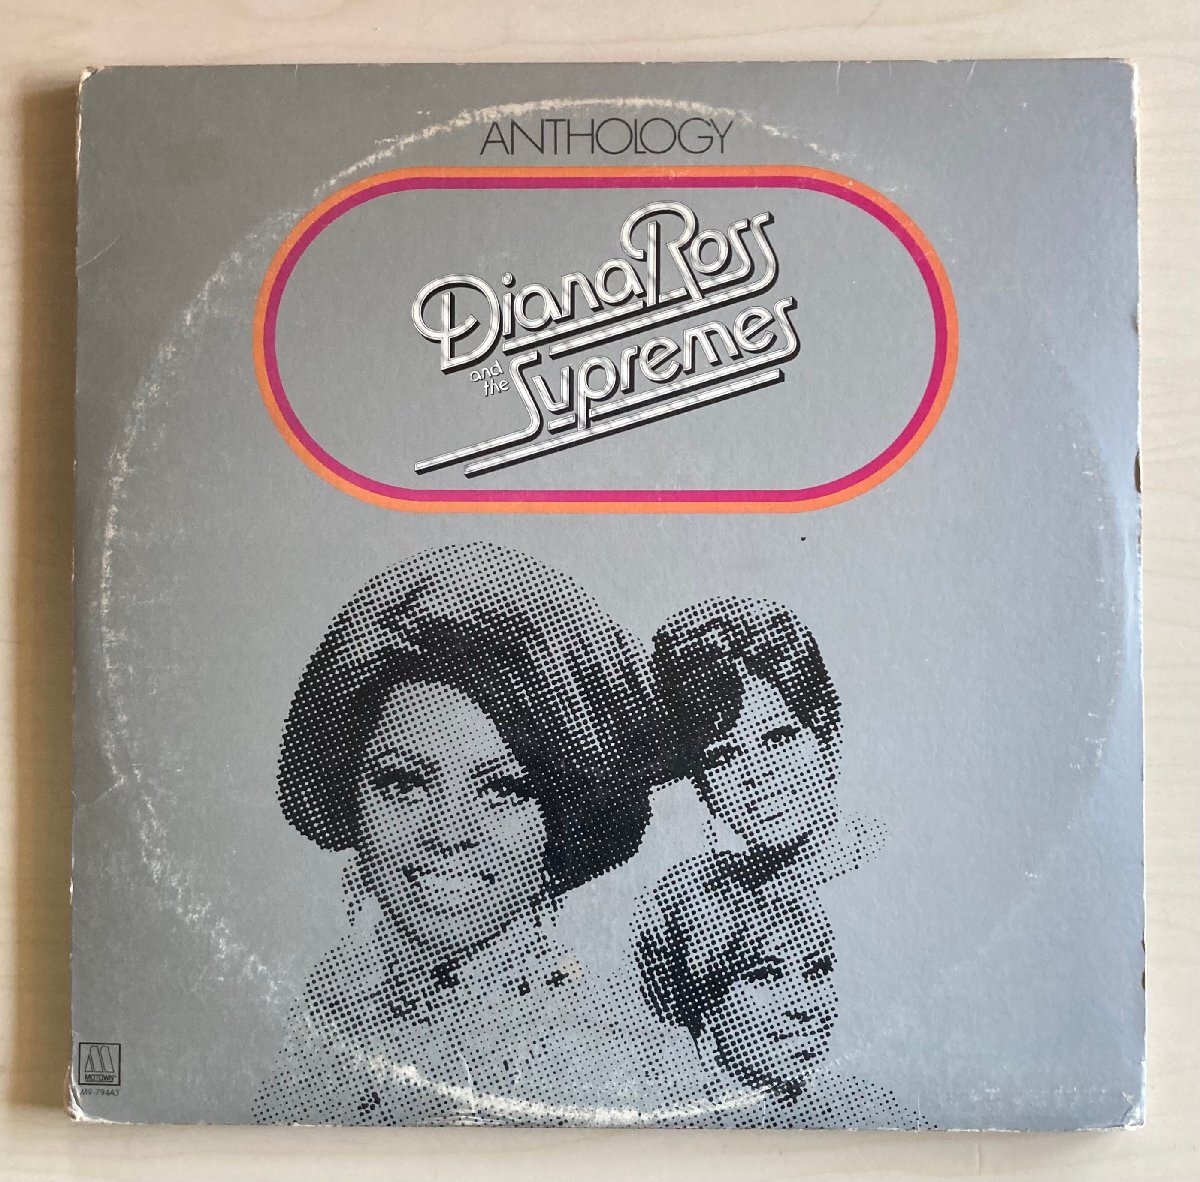 ANTHOLOGY
Diana Ross
and the
Supremes
MOTOWN
M9-794A3